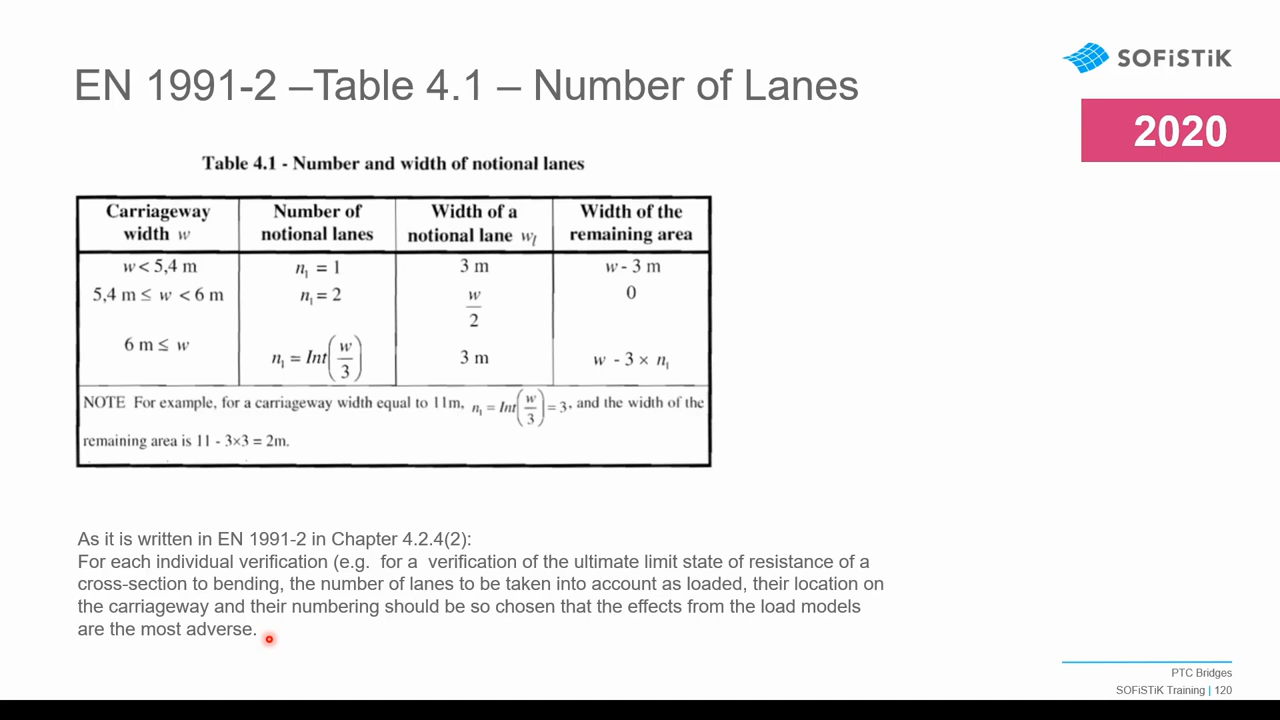 EN 1991-2 –Table 4.1 – Number of Lanes
SOFiSTiK
2020
Table 4.1 - Number and width of notional lanes
Carriageway width w | Number of notional lanes | Width of a notional lane wl | Width of the remaining area
w < 5,4 m | n1 = 1 | 3 m | w - 3 m
5,4 m ≤ w < 6 m | n1 = 2 | w/2 | 0
6 m ≤ w | n1 = Int(w/3) | 3 m | w - 3 × n1
NOTE For example, for a carriageway width equal to 11m, n1 = Int(w/3) = 3, and the width of the
remaining area is 11 - 3×3 = 2m.
As it is written in EN 1991-2 in Chapter 4.2.4(2):
For each individual verification (e.g. for a verification of the ultimate limit state of resistance of a
cross-section to bending, the number of lanes to be taken into account as loaded, their location on
the carriageway and their numbering should be so chosen that the effects from the load models
are the most adverse.
PTC Bridges
SOFiSTiK Training | 120